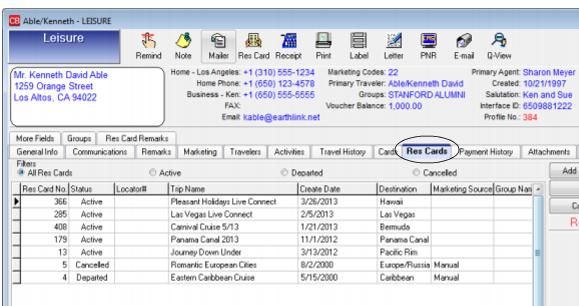 CB Able/Kenneth - LEISURE
Leisure
Remind Note Mailer Res Card Receipt Print Label Letter PNR E-mail Q-View
Mr. Kenneth David Able
1259 Orange Street
Los Altos, CA 94022
Home - Los Angeles: +1 (310) 555-1234
Home Phone: +1 (650) 123-4578
Business - Ken: +1 (650) 555-5555
FAX:
Email kable@earthlink.net
Marketing Codes: 22
Primary Traveler: Able/Kenneth David
Groups: STANFORD ALUMNI
Voucher Balance: 1,000.00
Primary Agent: Sharon Meyer
Created: 10/21/1997
Salutation: Ken and Sue
Interface ID: 6509881222
Profile No.: 384
More Fields Groups Res Card Remarks
General Info Communications Remarks Marketing Travelers Activities Travel History Cards Res Cards Payment History Attachments
Filters
All Res Cards Active Departed Cancelled
Add
Res Card No. Status Locator# Trip Name Create Date Destination Marketing Source Group Nan
366 Active Pleasant Holidays Live Connect 3/26/2013 Hawaii
285 Active Las Vegas Live Connect 2/5/2013 Las Vegas
408 Active Carnival Cruise 5/13 1/21/2013 Bermuda
179 Active Panama Canal 2013 11/1/2012 Panama Canal
13 Active Journey Down Under 3/13/2012 Pacific Rim
5 Cancelled Romantic European Cities 8/2/2000 Europe/Russia Manual
4 Departed Eastern Caribbean Cruise 5/15/2000 Caribbean Manual